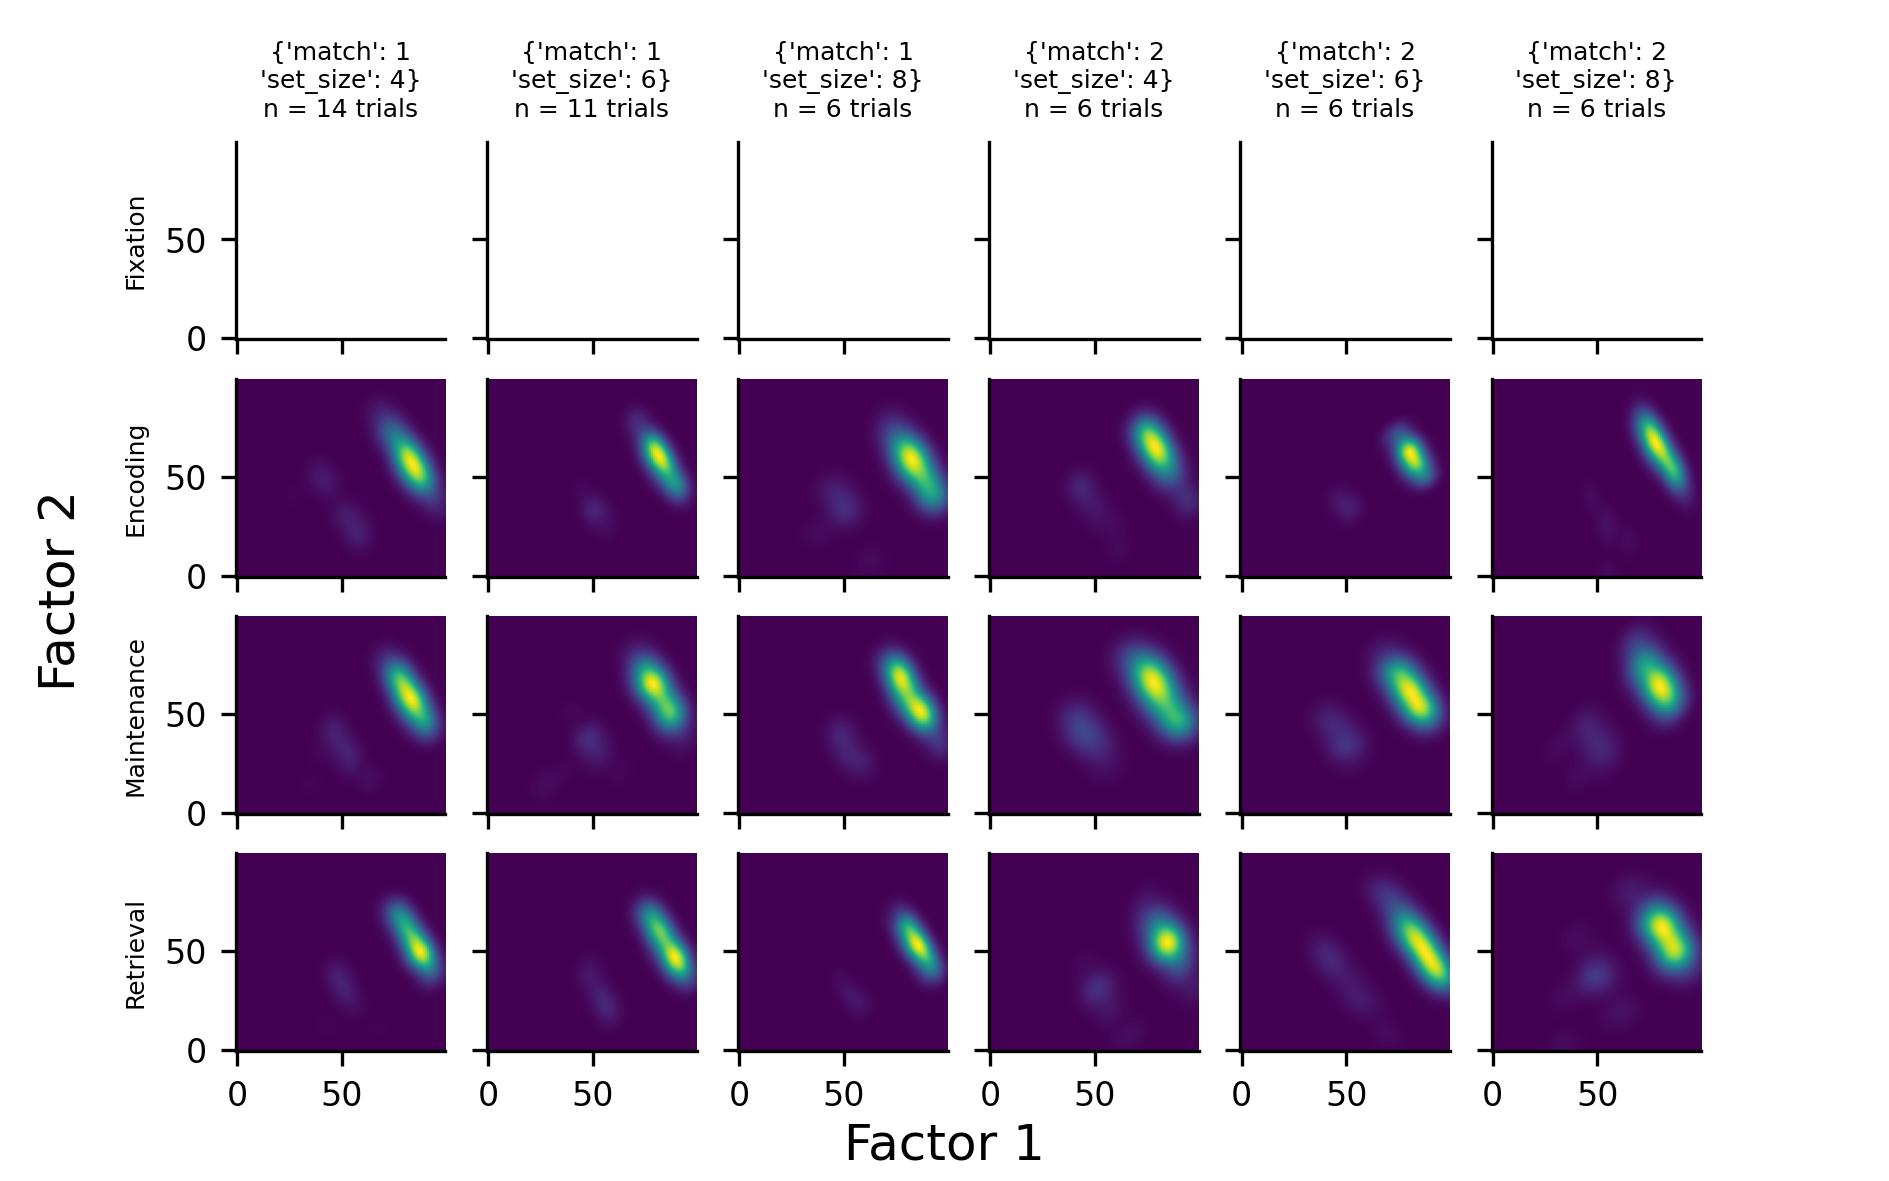 {'match': 1
'set_size': 4}
n = 14 trials
{'match': 1
'set_size': 6}
n = 11 trials
{'match': 1
'set_size': 8}
n = 6 trials
{'match': 2
'set_size': 4}
n = 6 trials
{'match': 2
'set_size': 6}
n = 6 trials
{'match': 2
'set_size': 8}
n = 6 trials
Factor 2
Fixation
50
0
Encoding
50
0
Maintenance
50
0
Retrieval
50
0
0 50 0 50 0 50 0 50 0 50 0 50
Factor 1